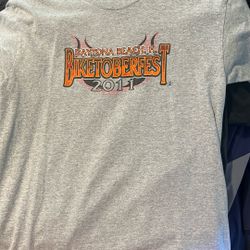 DAYTONA BEACH FL
BIKETOBERFEST
2011